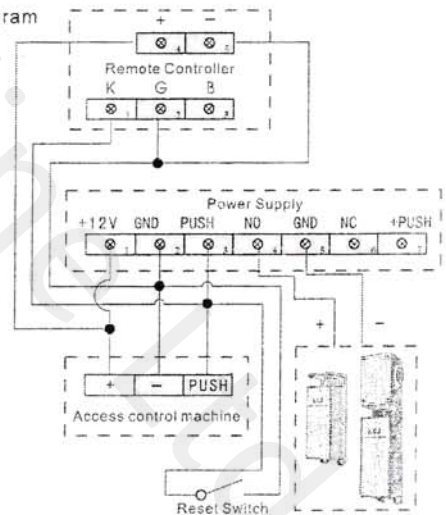 ram
+ −
4 5
Remote Controller
K G B
1 2 3
Power Supply
+12V GND PUSH NO GND NC +PUSH
1 2 3 4 5 6 7
+ −
+ − PUSH
Access control machine
Reset Switch